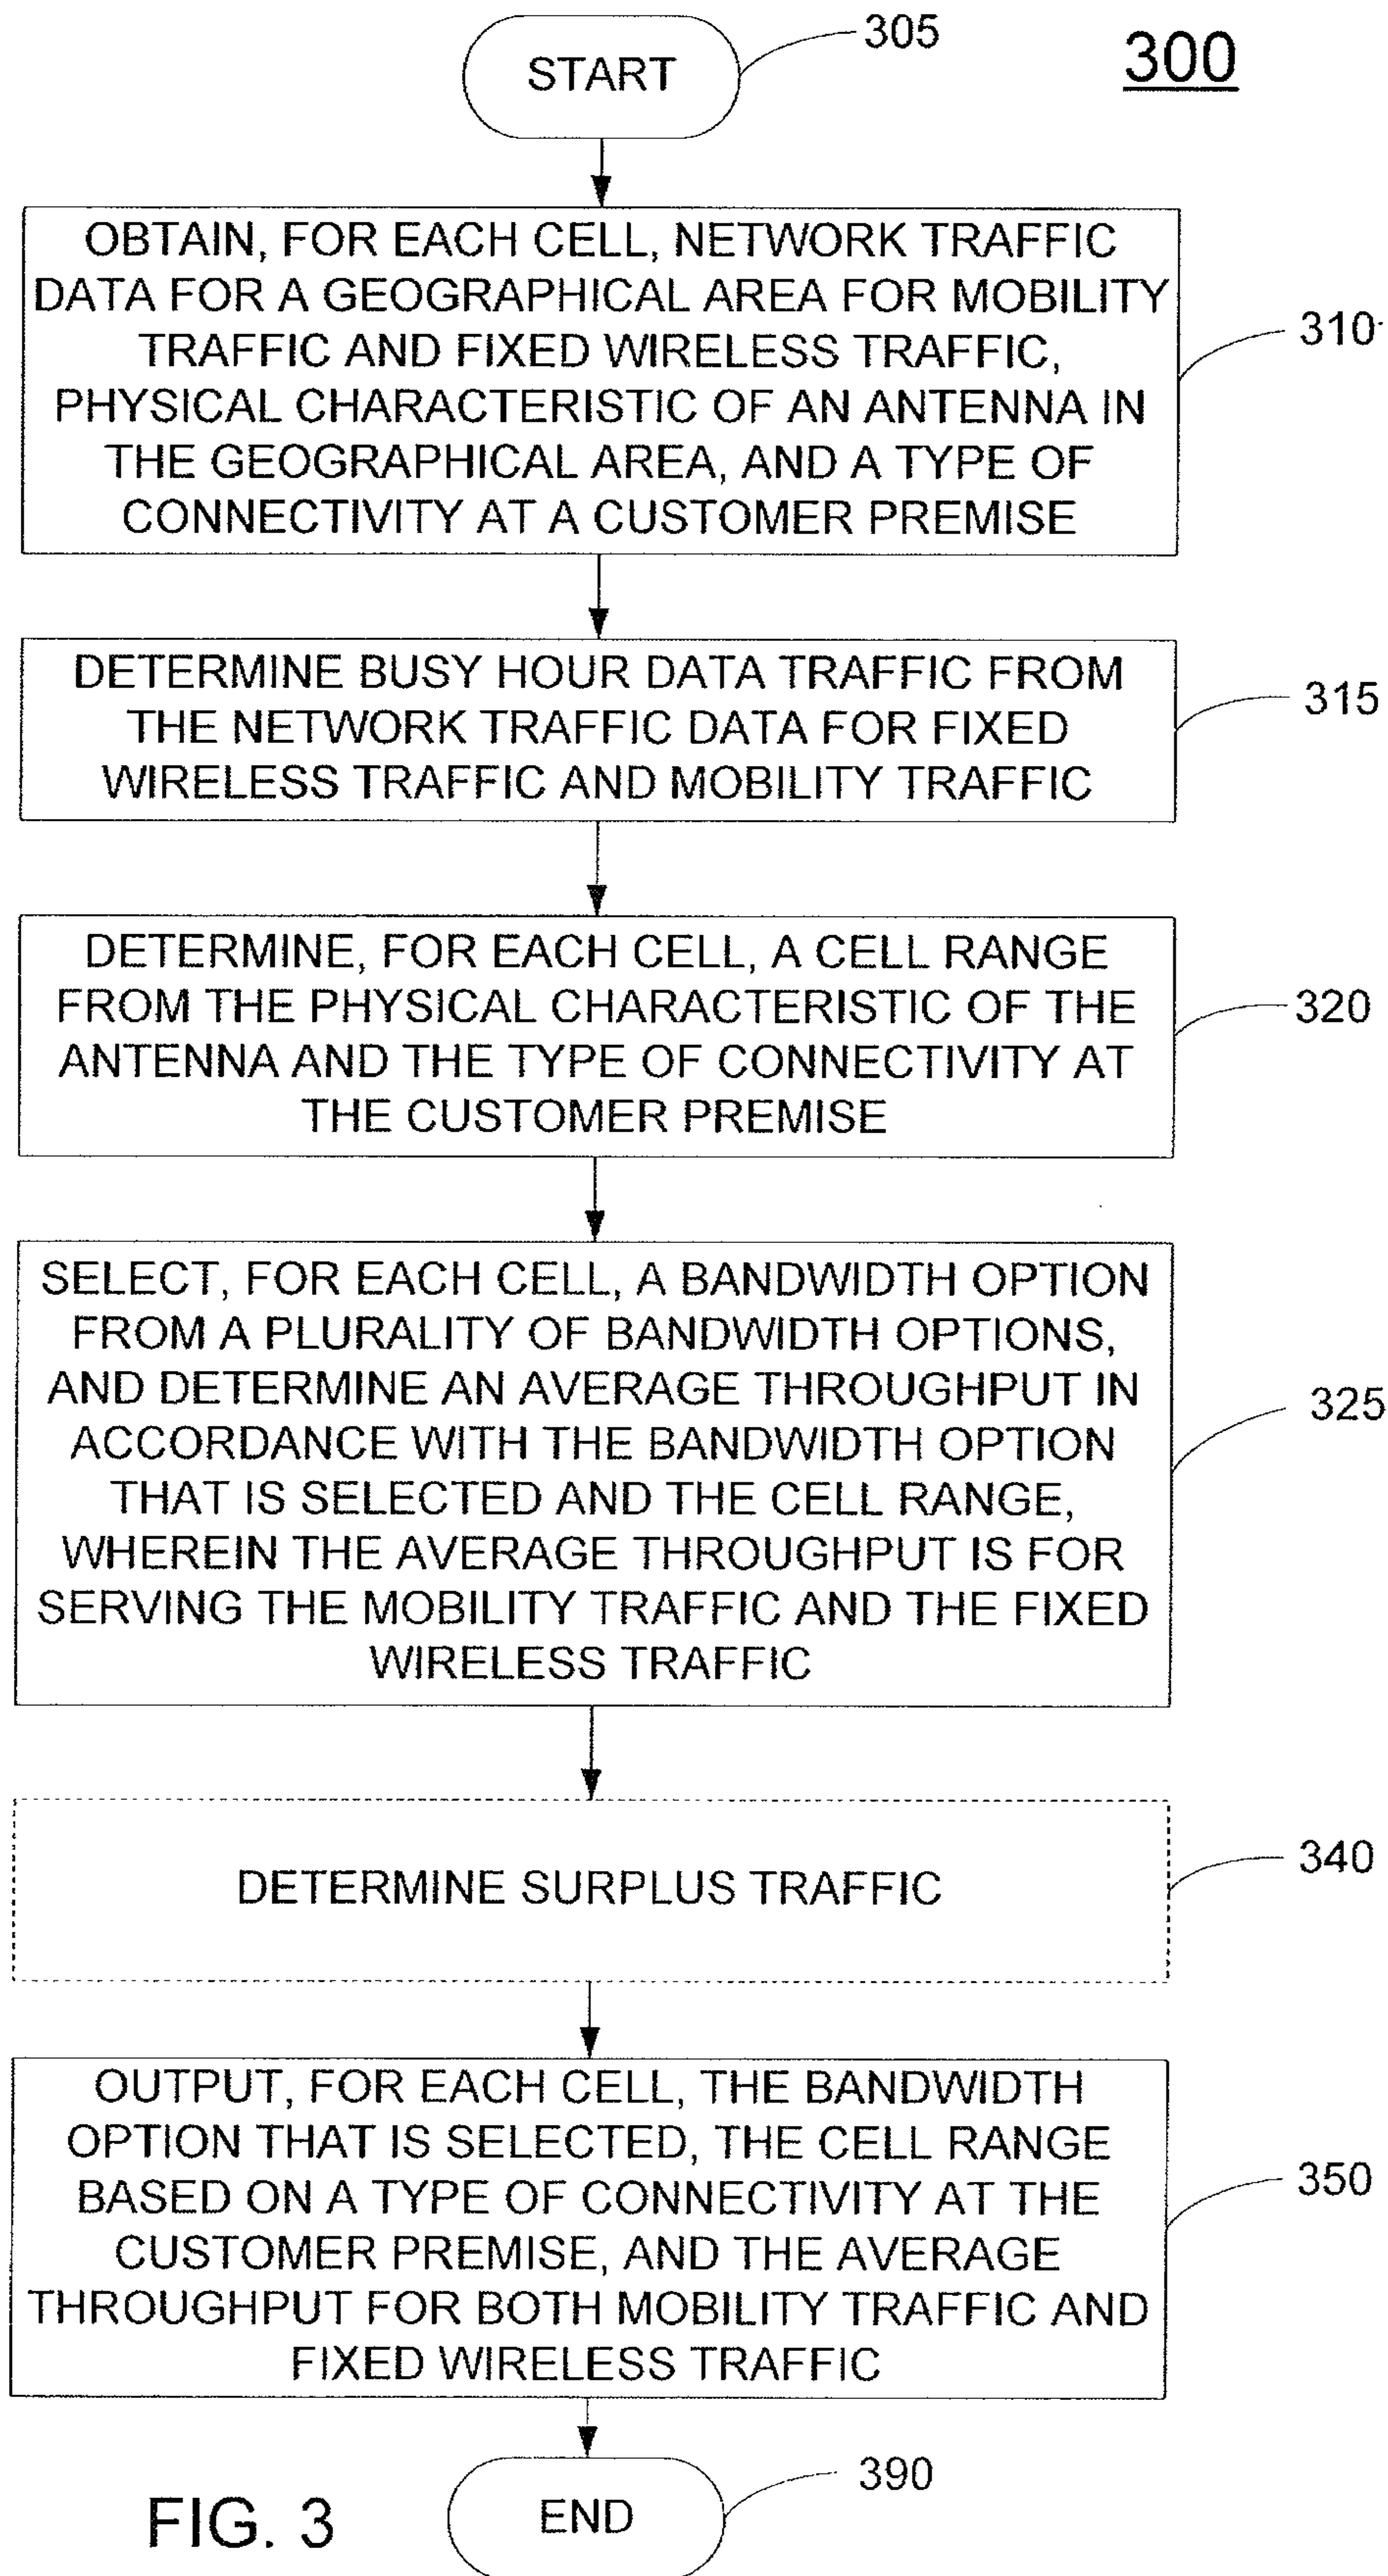 START
305
300
OBTAIN, FOR EACH CELL, NETWORK TRAFFIC
DATA FOR A GEOGRAPHICAL AREA FOR MOBILITY
TRAFFIC AND FIXED WIRELESS TRAFFIC,
PHYSICAL CHARACTERISTIC OF AN ANTENNA IN
THE GEOGRAPHICAL AREA, AND A TYPE OF
CONNECTIVITY AT A CUSTOMER PREMISE
310
DETERMINE BUSY HOUR DATA TRAFFIC FROM
THE NETWORK TRAFFIC DATA FOR FIXED
WIRELESS TRAFFIC AND MOBILITY TRAFFIC
315
DETERMINE, FOR EACH CELL, A CELL RANGE
FROM THE PHYSICAL CHARACTERISTIC OF THE
ANTENNA AND THE TYPE OF CONNECTIVITY AT
THE CUSTOMER PREMISE
320
SELECT, FOR EACH CELL, A BANDWIDTH OPTION
FROM A PLURALITY OF BANDWIDTH OPTIONS,
AND DETERMINE AN AVERAGE THROUGHPUT IN
ACCORDANCE WITH THE BANDWIDTH OPTION
THAT IS SELECTED AND THE CELL RANGE,
WHEREIN THE AVERAGE THROUGHPUT IS FOR
SERVING THE MOBILITY TRAFFIC AND THE FIXED
WIRELESS TRAFFIC
325
DETERMINE SURPLUS TRAFFIC
340
OUTPUT, FOR EACH CELL, THE BANDWIDTH
OPTION THAT IS SELECTED, THE CELL RANGE
BASED ON A TYPE OF CONNECTIVITY AT THE
CUSTOMER PREMISE, AND THE AVERAGE
THROUGHPUT FOR BOTH MOBILITY TRAFFIC AND
FIXED WIRELESS TRAFFIC
350
END
390
FIG. 3